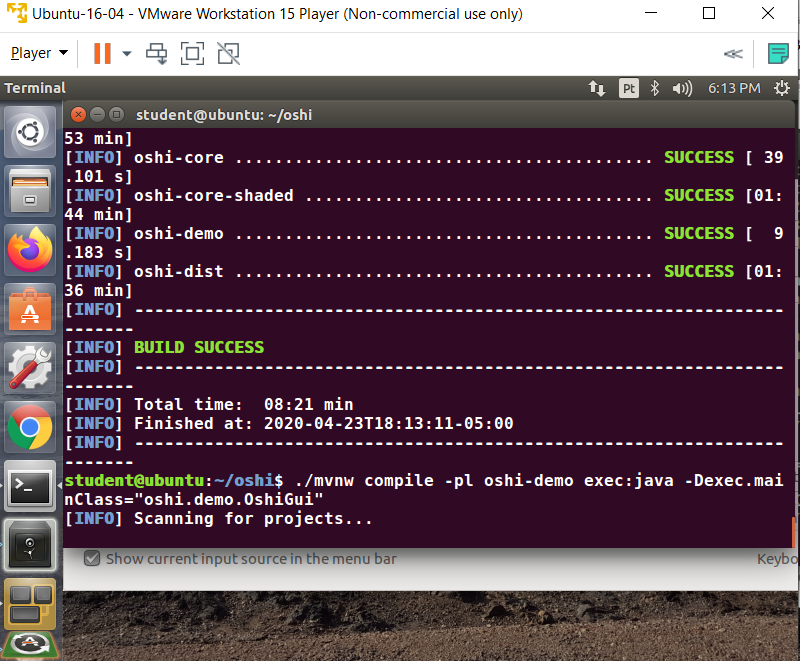 Ubuntu-16-04 - VMware Workstation 15 Player (Non-commercial use only)
Player
Terminal
Pt
6:13 PM
student@ubuntu: ~/oshi
53 min]
[INFO] oshi-core .......................................... SUCCESS [ 39
.101 s]
[INFO] oshi-core-shaded ................................... SUCCESS [01:
44 min]
[INFO] oshi-demo .......................................... SUCCESS [  9
.183 s]
[INFO] oshi-dist .......................................... SUCCESS [01:
36 min]
[INFO] -----------------------------------------------------------------
-------
[INFO] BUILD SUCCESS
[INFO] -----------------------------------------------------------------
-------
[INFO] Total time:  08:21 min
[INFO] Finished at: 2020-04-23T18:13:11-05:00
[INFO] -----------------------------------------------------------------
-------
student@ubuntu:~/oshi$ ./mvnw compile -pl oshi-demo exec:java -Dexec.mai
nClass="oshi.demo.OshiGui"
[INFO] Scanning for projects...
Show current input source in the menu bar
Keybo